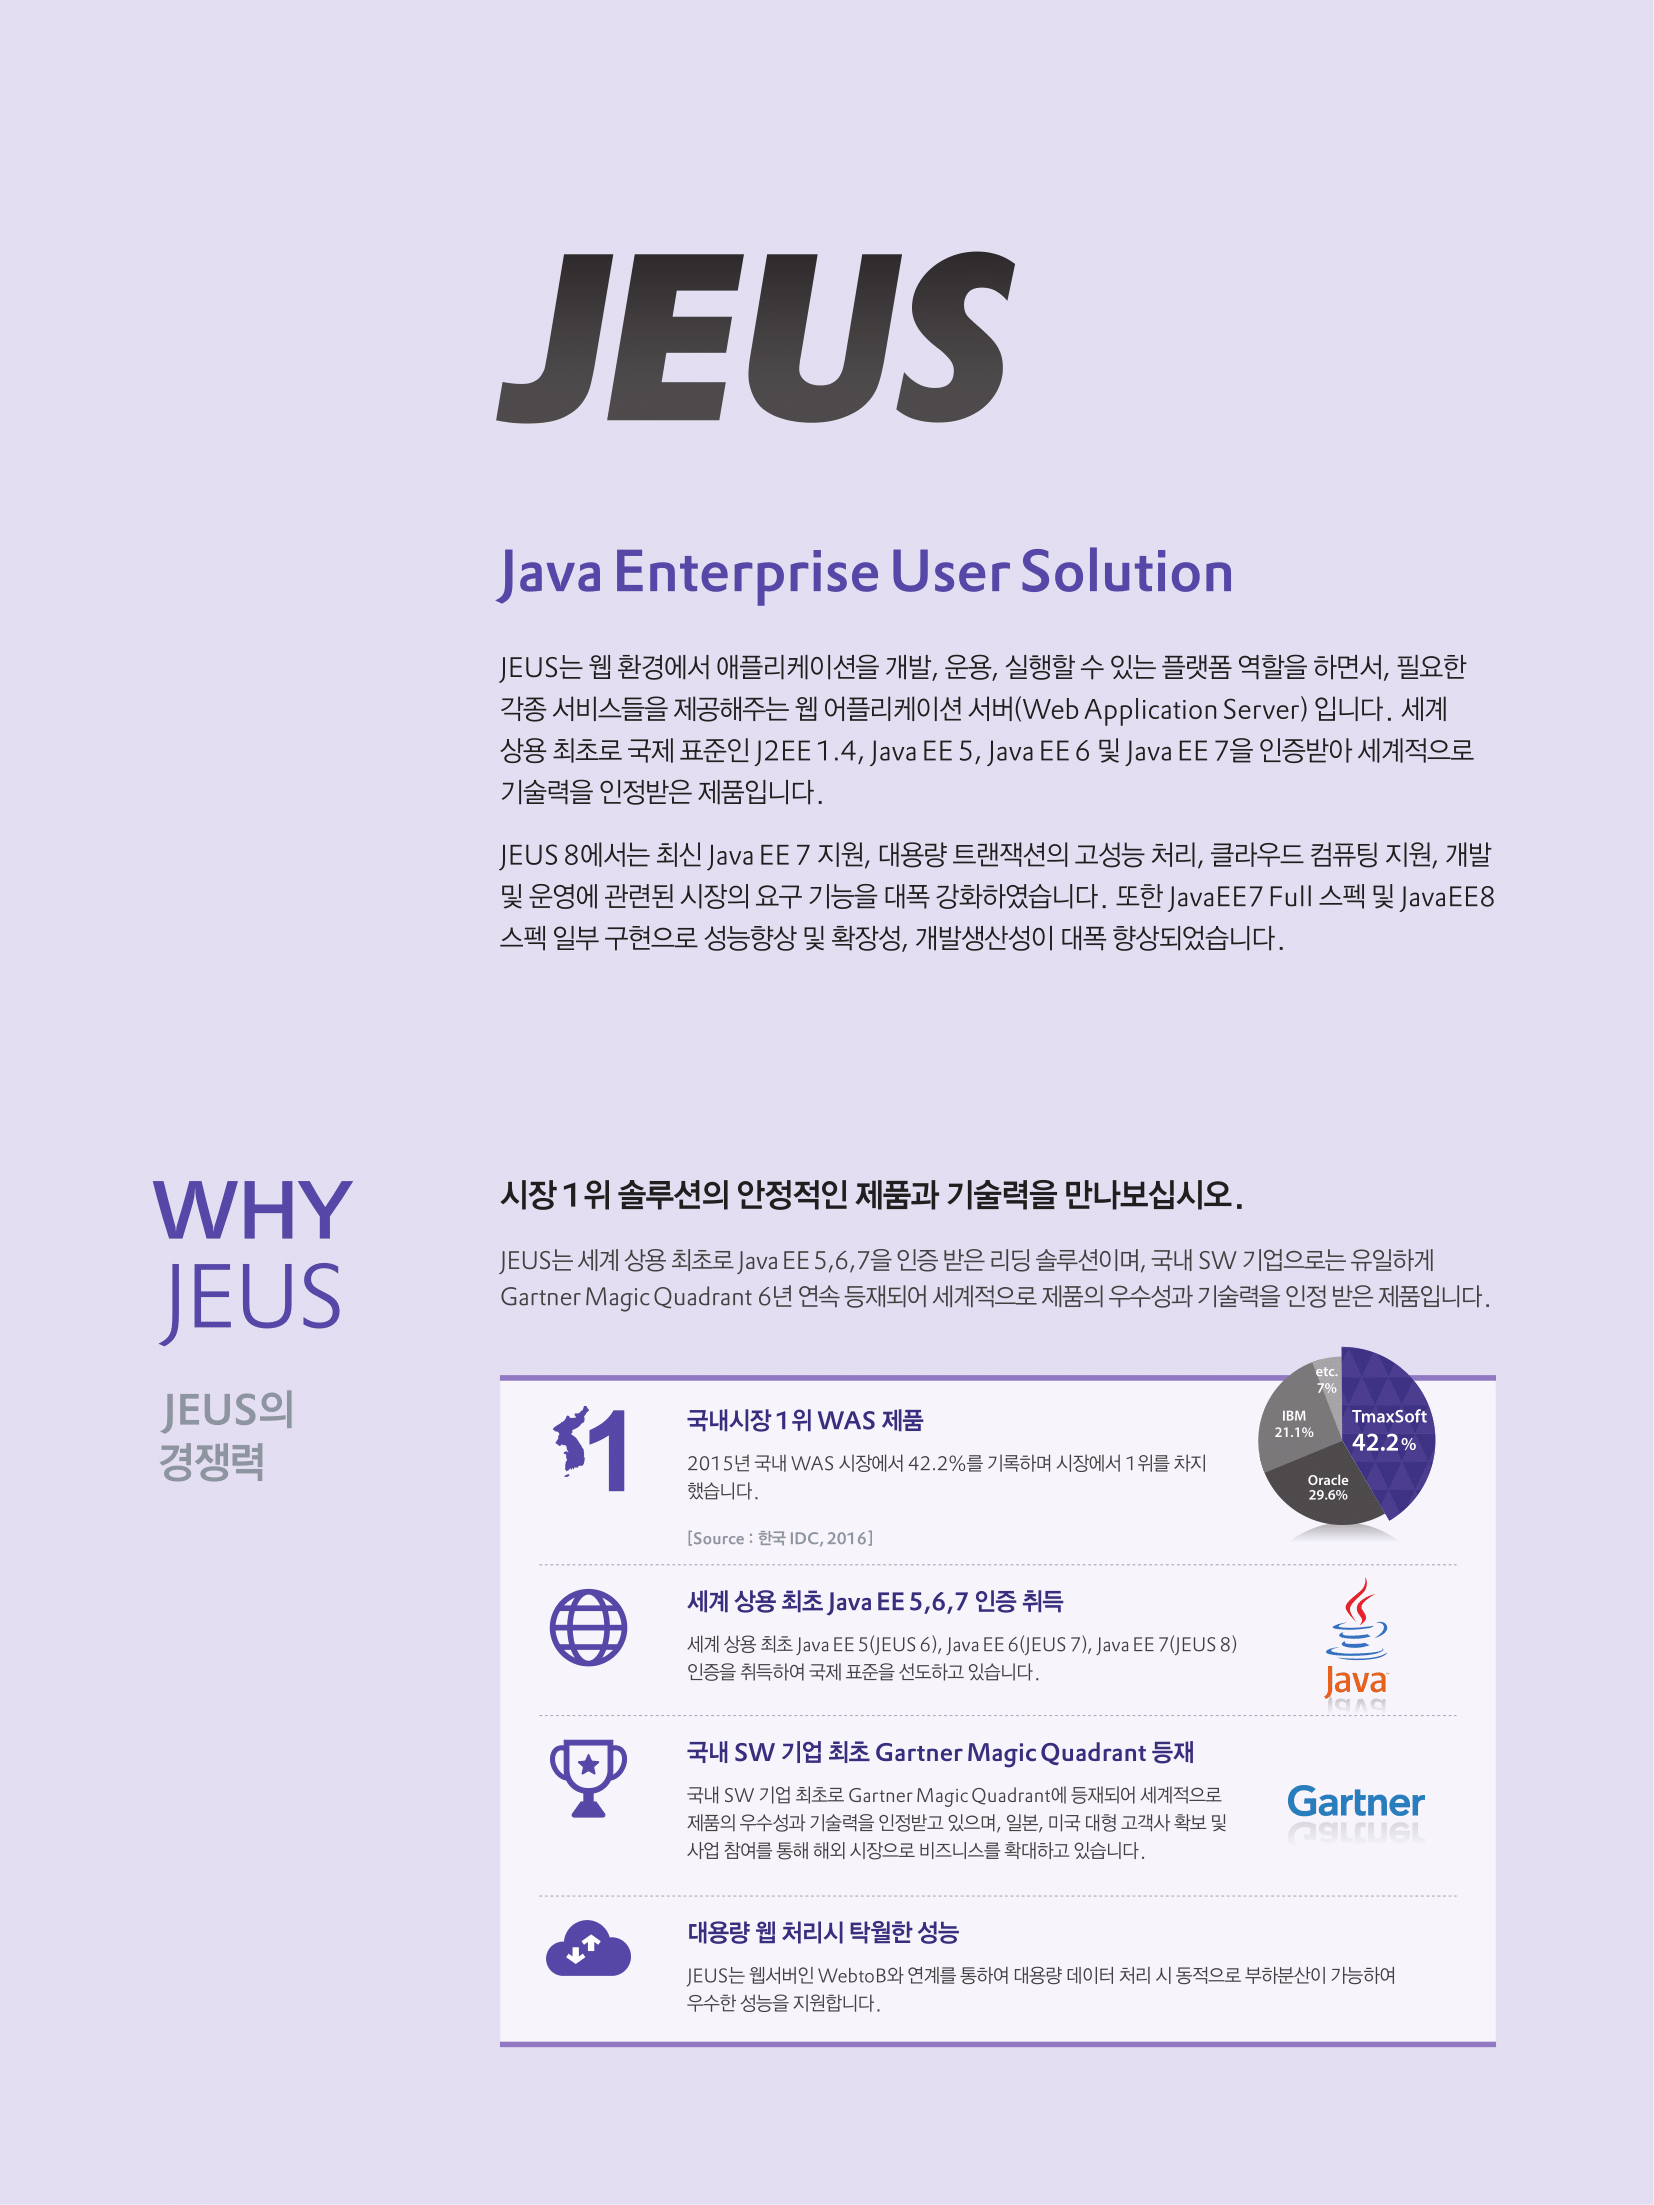 JEUS
Java Enterprise User Solution
JEUS는 웹 환경에서 애플리케이션을 개발, 운용, 실행할 수 있는 플랫폼 역할을 하면서, 필요한
각종 서비스들을 제공해주는 웹 어플리케이션 서버(Web Application Server) 입니다. 세계
상용 최초로 국제 표준인 J2EE 1.4, Java EE 5, Java EE 6 및 Java EE 7을 인증받아 세계적으로
기술력을 인정받은 제품입니다.
JEUS 8에서는 최신 Java EE 7 지원, 대용량 트랜잭션의 고성능 처리, 클라우드 컴퓨팅 지원, 개발
및 운영에 관련된 시장의 요구 기능을 대폭 강화하였습니다. 또한 JavaEE7 Full 스펙 및 JavaEE8
스펙 일부 구현으로 성능향상 및 확장성, 개발생산성이 대폭 향상되었습니다.
WHY
JEUS
JEUS의
경쟁력
시장 1위 솔루션의 안정적인 제품과 기술력을 만나보십시오.
JEUS는 세계 상용 최초로 Java EE 5,6,7을 인증 받은 리딩 솔루션이며, 국내 SW 기업으로는 유일하게
Gartner Magic Quadrant 6년 연속 등재되어 세계적으로 제품의 우수성과 기술력을 인정 받은 제품입니다.
1
국내시장 1위 WAS 제품
2015년 국내 WAS 시장에서 42.2%를 기록하며 시장에서 1위를 차지
했습니다.
[Source : 한국 IDC, 2016]
etc.
7%
IBM
21.1%
TmaxSoft
42.2%
Oracle
29.6%
세계 상용 최초 Java EE 5,6,7 인증 취득
세계 상용 최초 Java EE 5(JEUS 6), Java EE 6(JEUS 7), Java EE 7(JEUS 8)
인증을 취득하여 국제 표준을 선도하고 있습니다.
Java
국내 SW 기업 최초 Gartner Magic Quadrant 등재
국내 SW 기업 최초로 Gartner Magic Quadrant에 등재되어 세계적으로
제품의 우수성과 기술력을 인정받고 있으며, 일본, 미국 대형 고객사 확보 및
사업 참여를 통해 해외 시장으로 비즈니스를 확대하고 있습니다.
Gartner
대용량 웹 처리시 탁월한 성능
JEUS는 웹서버인 WebtoB와 연계를 통하여 대용량 데이터 처리 시 동적으로 부하분산이 가능하여
우수한 성능을 지원합니다.